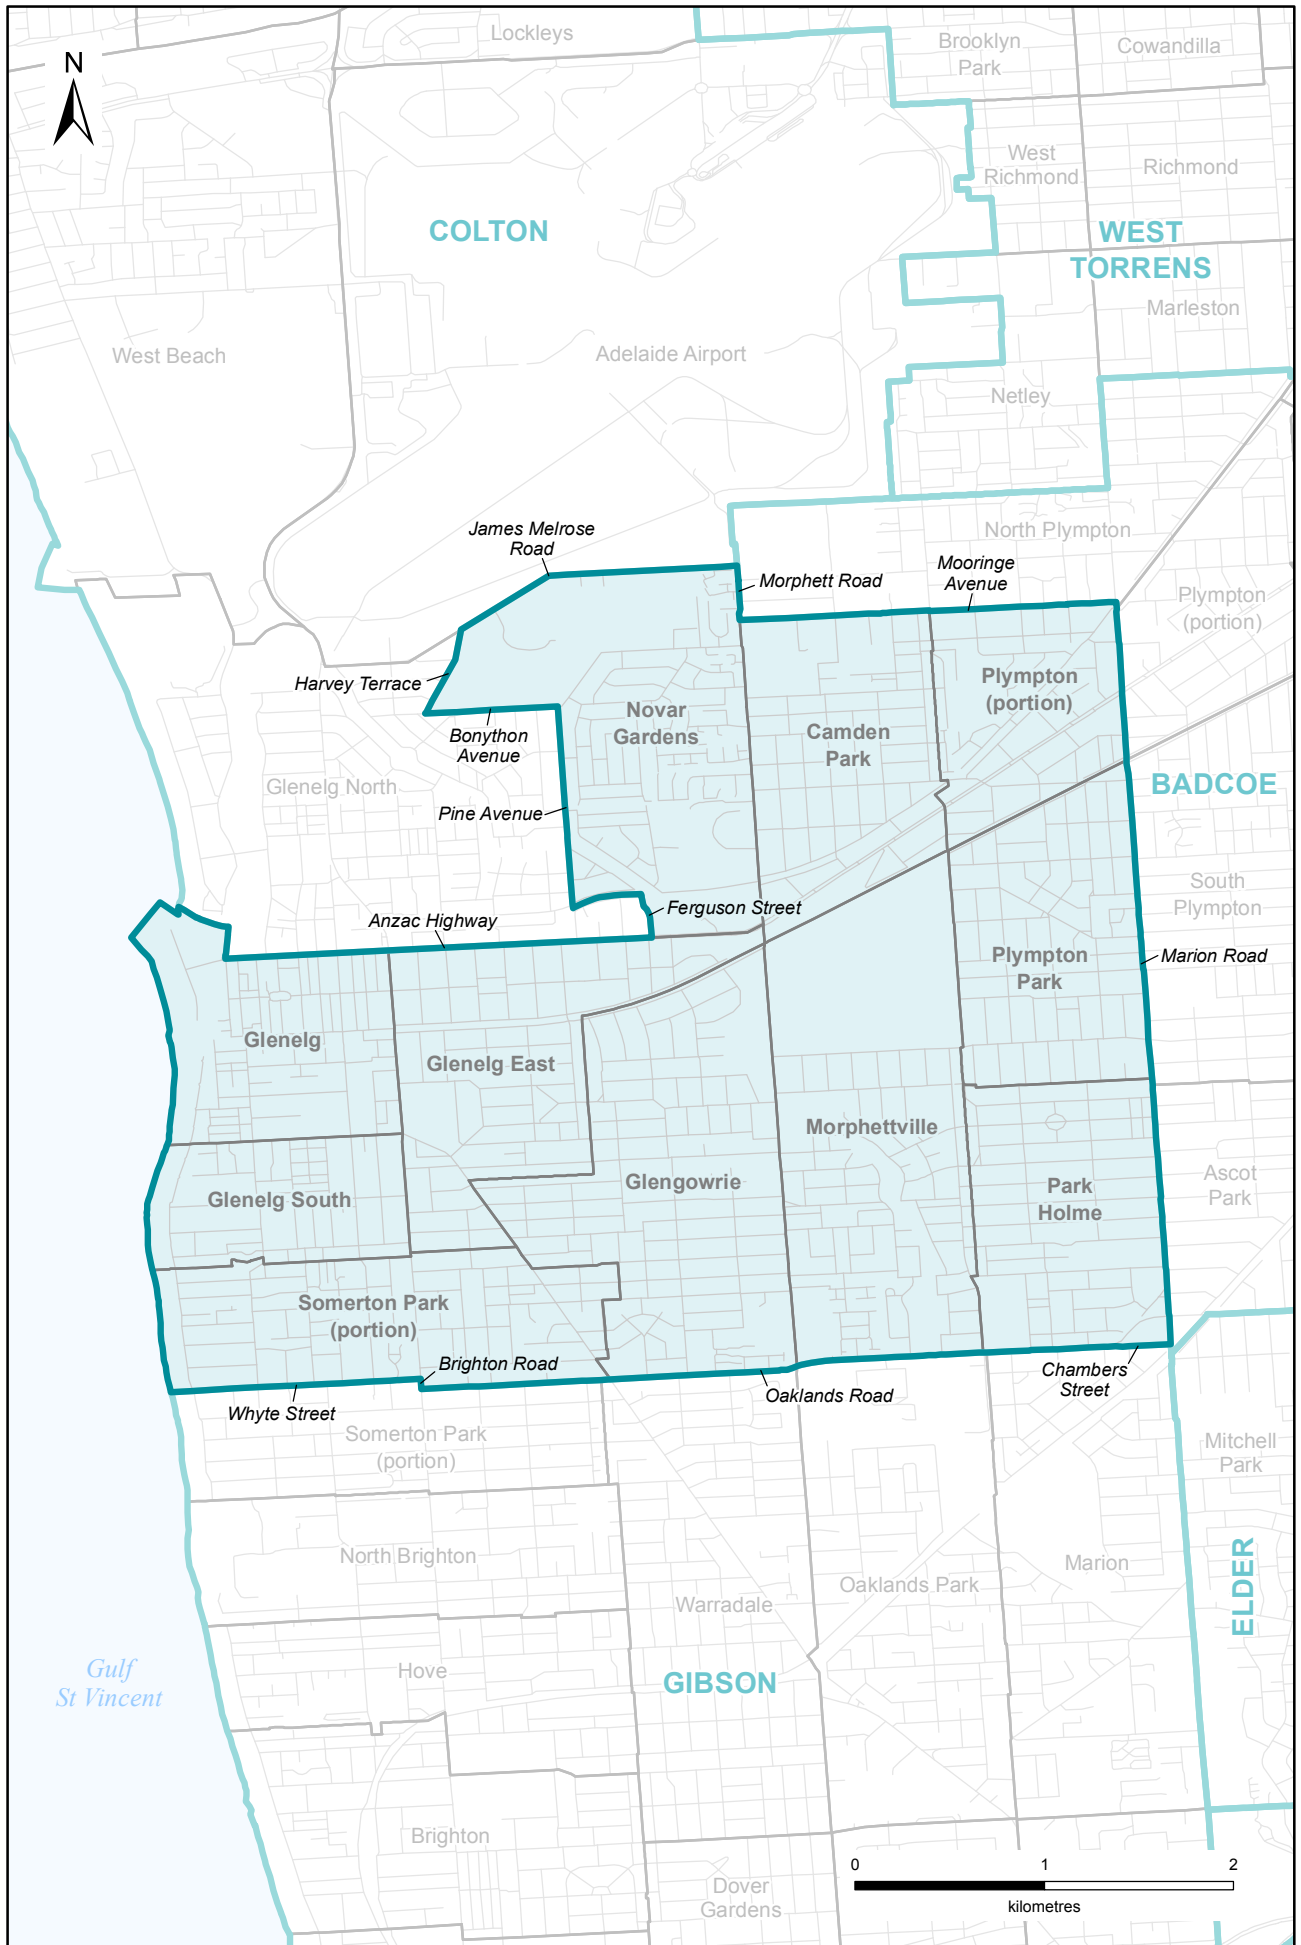 Lockleys
Brooklyn
Park
Cowandilla
N
West
Richmond
Richmond
COLTON
WEST
TORRENS
Marleston
West Beach
Adelaide Airport
Netley
James Melrose
Road
North Plympton
Morphett Road
Mooringe
Avenue
Plympton
(portion)
Harvey Terrace
Plympton
(portion)
Novar
Gardens
Camden
Park
Bonython
Avenue
Glenelg North
BADCOE
Pine Avenue
South
Plympton
Ferguson Street
Anzac Highway
Plympton
Park
Marion Road
Glenelg
Glenelg East
Morphettville
Glengowrie
Ascot
Park
Glenelg South
Park
Holme
Somerton Park
(portion)
Brighton Road
Chambers
Street
Oaklands Road
Whyte Street
Somerton Park
(portion)
Mitchell
Park
North Brighton
Marion
Oaklands Park
ELDER
Warradale
Hove
Gulf
St Vincent
GIBSON
Brighton
0 1 2
kilometres
Dover
Gardens